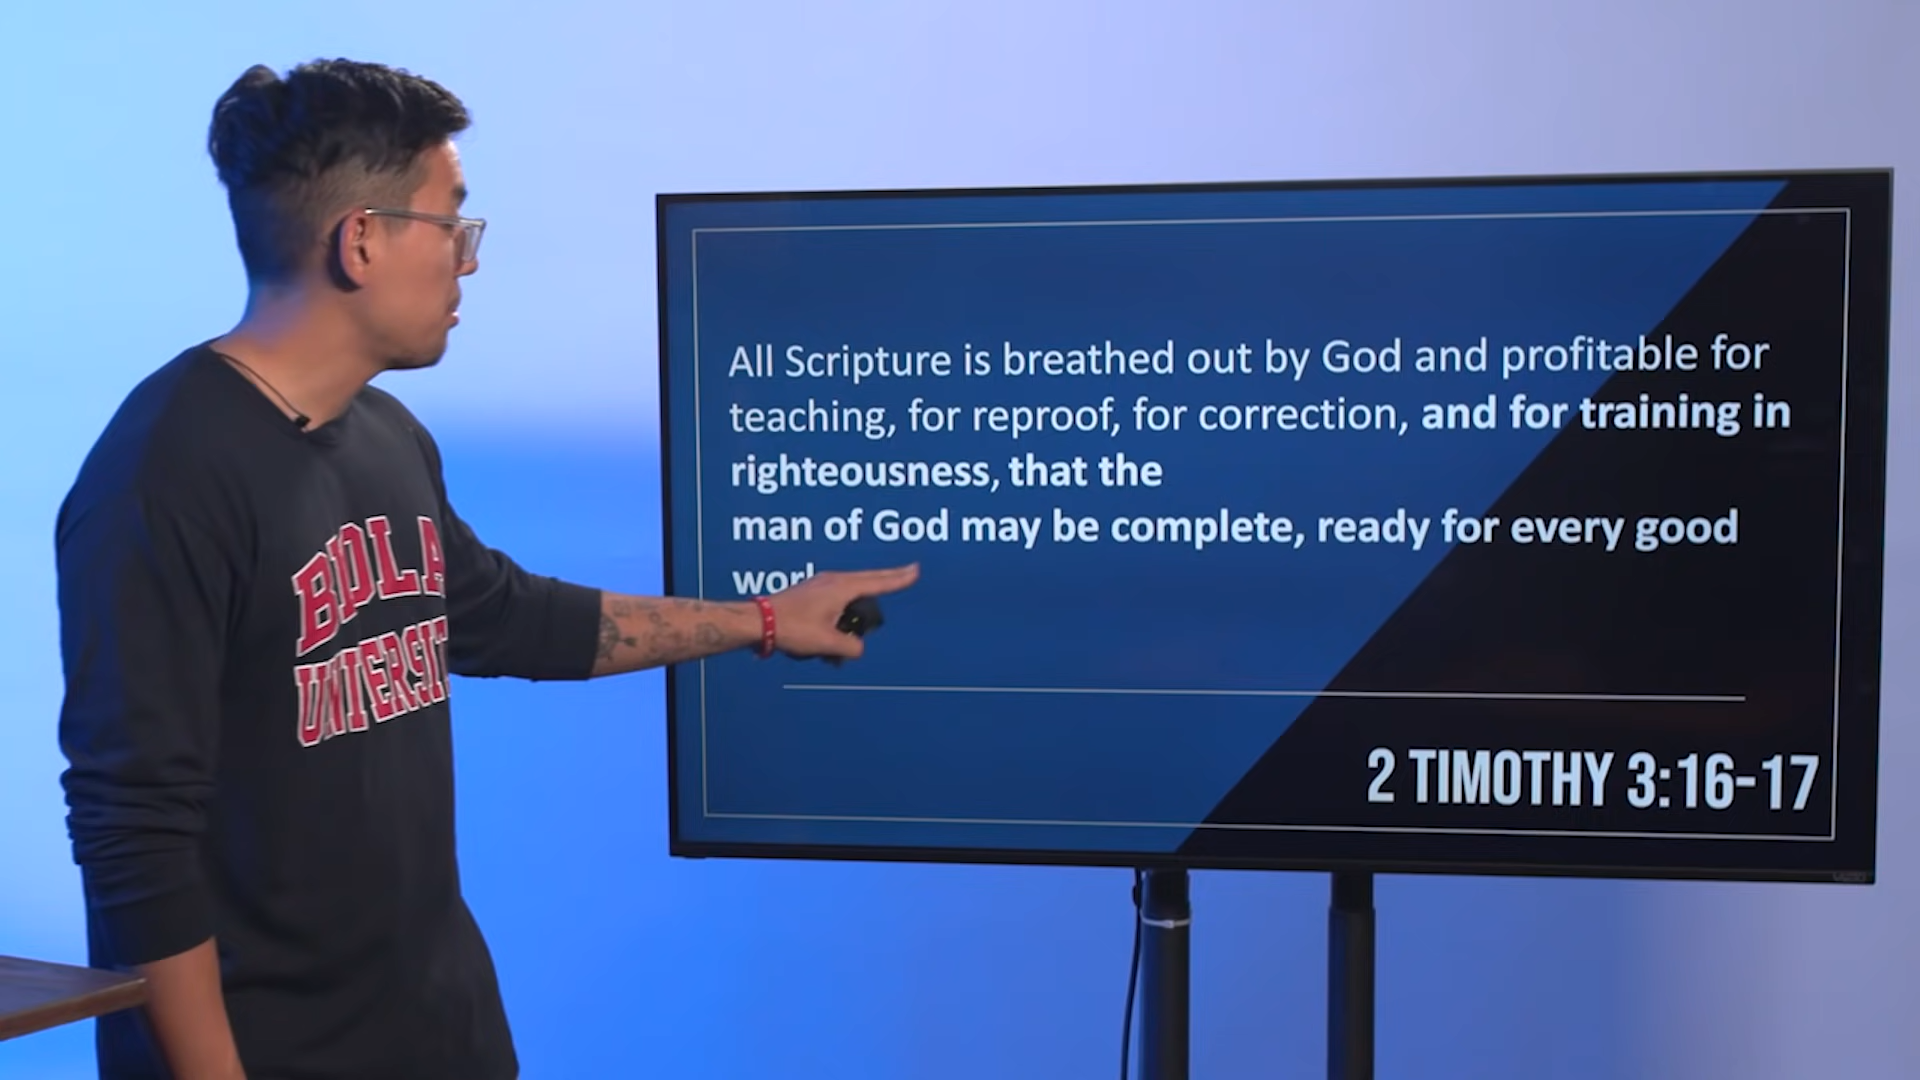 All Scripture is breathed out by God and profitable for
teaching, for reproof, for correction, and for training in
righteousness, that the
man of God may be complete, ready for every good
2 TIMOTHY 3:16-17
BIOLA
UNIVERSITY
VIZIO